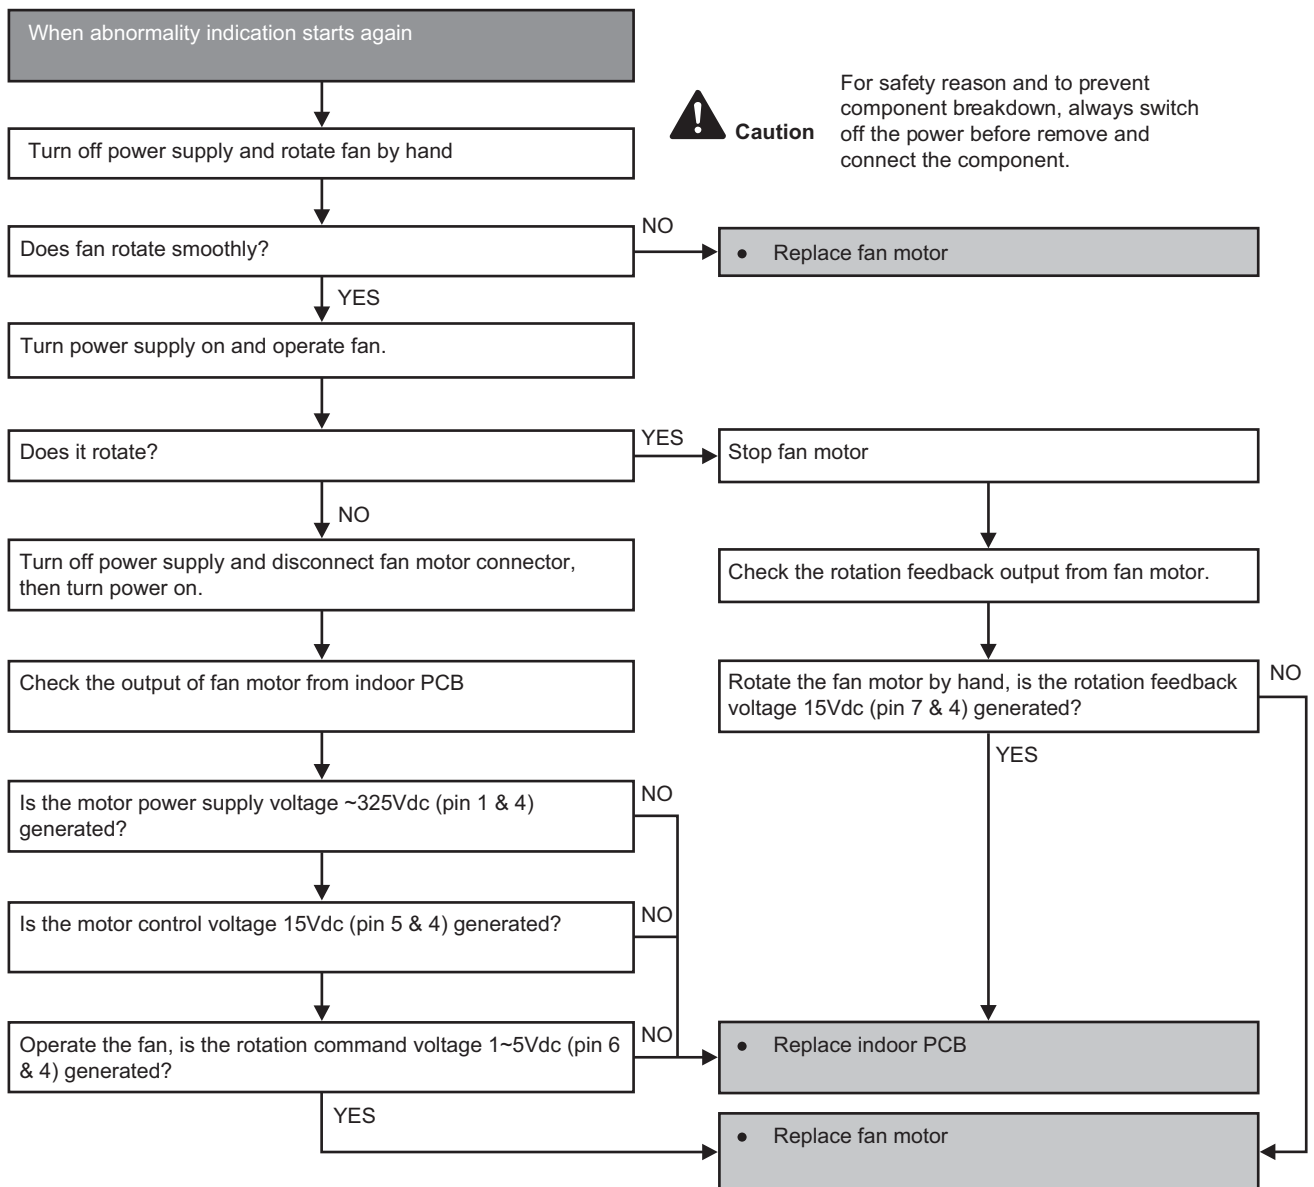 When abnormality indication starts again
For safety reason and to prevent
component breakdown, always switch
off the power before remove and
connect the component.
Caution
Turn off power supply and rotate fan by hand
Does fan rotate smoothly?
NO
● Replace fan motor
YES
Turn power supply on and operate fan.
Does it rotate?
YES
Stop fan motor
NO
Turn off power supply and disconnect fan motor connector,
then turn power on.
Check the rotation feedback output from fan motor.
Check the output of fan motor from indoor PCB
Rotate the fan motor by hand, is the rotation feedback
voltage 15Vdc (pin 7 & 4) generated?
NO
YES
Is the motor power supply voltage ~325Vdc (pin 1 & 4)
generated?
NO
Is the motor control voltage 15Vdc (pin 5 & 4) generated?
NO
Operate the fan, is the rotation command voltage 1~5Vdc (pin 6
& 4) generated?
NO
● Replace indoor PCB
YES
● Replace fan motor